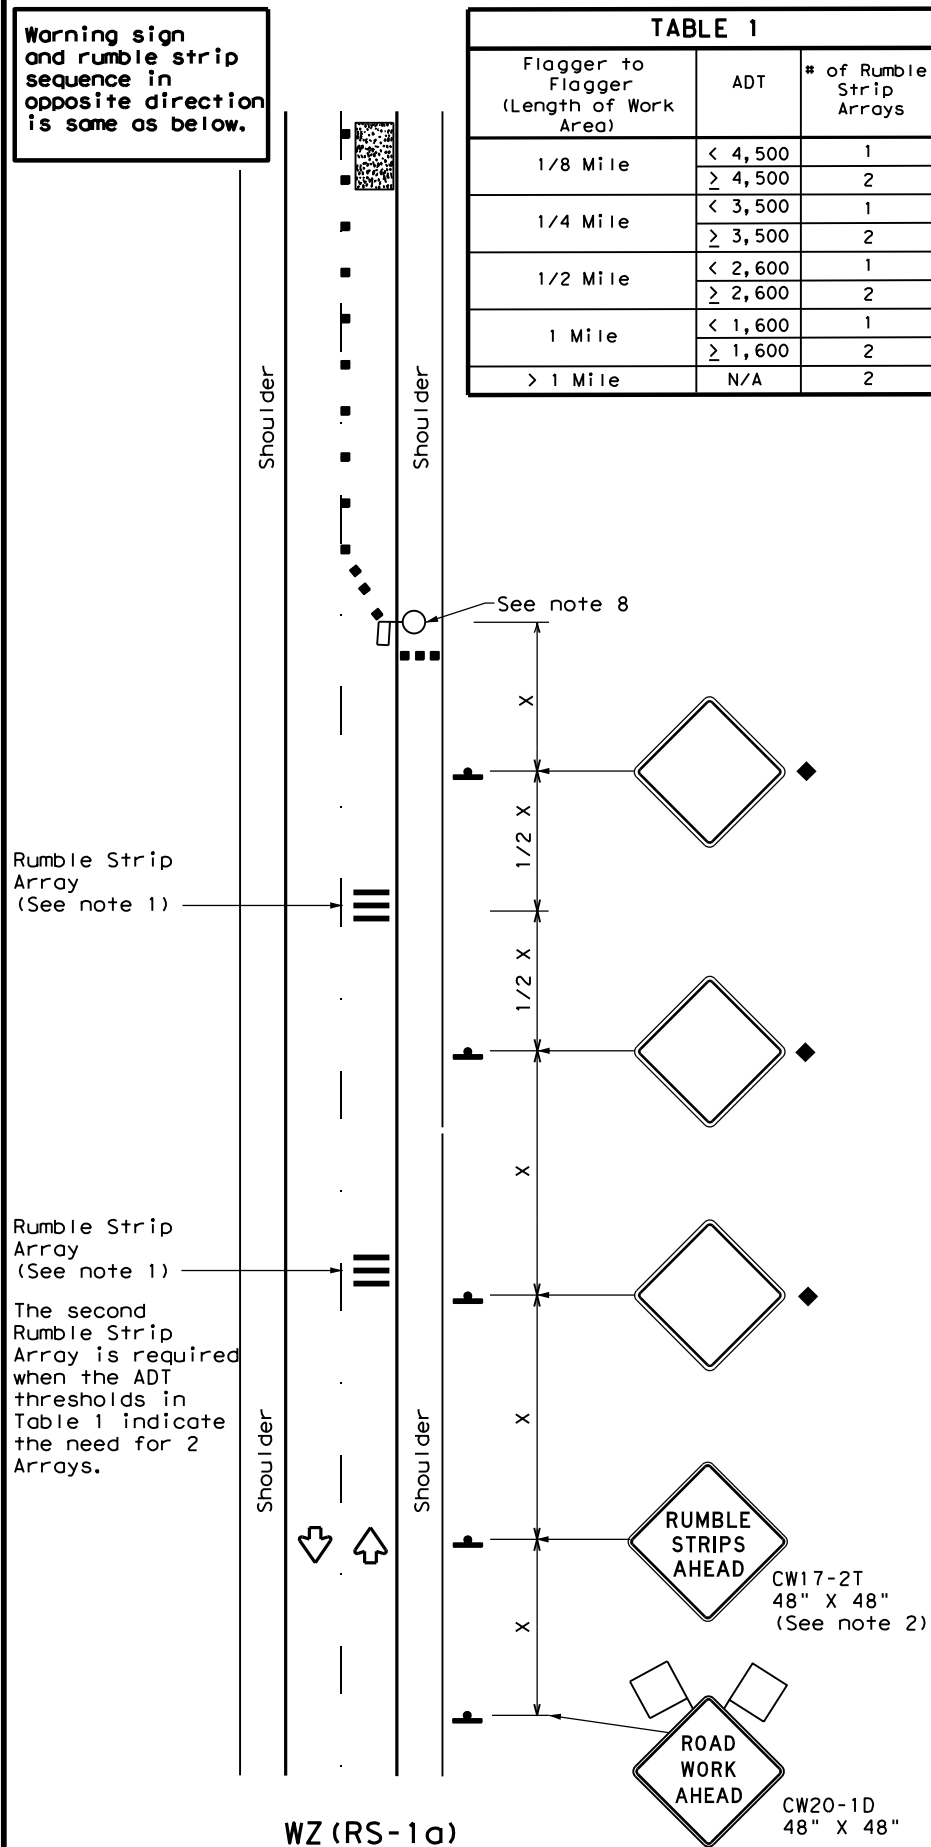 Warning sign
and rumble strip
sequence in
opposite direction
is same as below.
TABLE 1
Flagger to
Flagger
(Length of Work
Area)
ADT
# of Rumble
Strip
Arrays
1/8 Mile
< 4,500
1
≥ 4,500
2
1/4 Mile
< 3,500
1
≥ 3,500
2
1/2 Mile
< 2,600
1
≥ 2,600
2
1 Mile
< 1,600
1
≥ 1,600
2
> 1 Mile
N/A
2
Shoulder
Shoulder
See note 8
X
1/2 X
Rumble Strip
Array
(See note 1)
1/2 X
X
Rumble Strip
Array
(See note 1)
The second
Rumble Strip
Array is required
when the ADT
thresholds in
Table 1 indicate
the need for 2
Arrays.
Shoulder
Shoulder
X
RUMBLE
STRIPS
AHEAD
CW17-2T
48" X 48"
(See note 2)
X
ROAD
WORK
AHEAD
CW20-1D
48" X 48"
WZ(RS-1a)